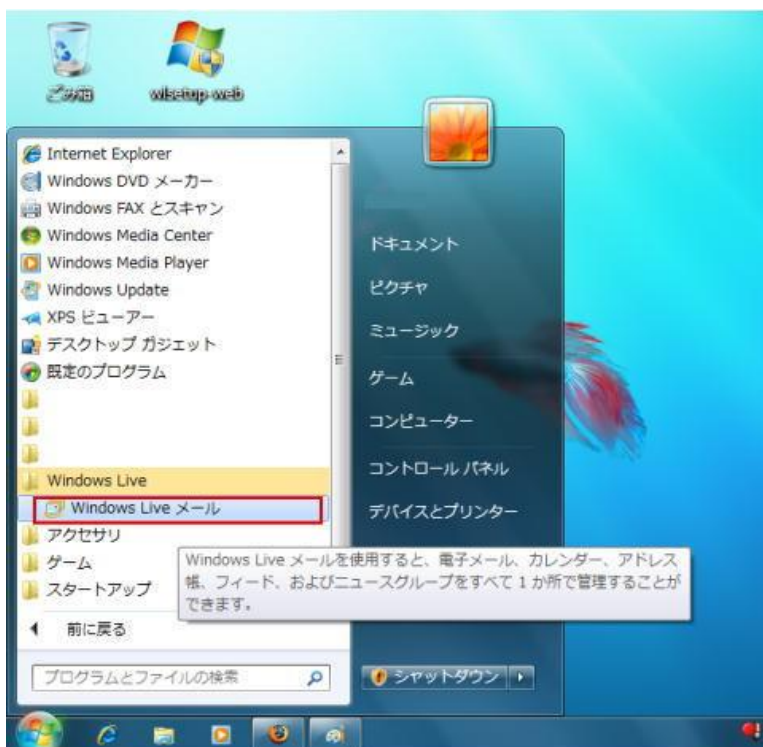 ごみ箱
wlsetup-web
Internet Explorer
Windows DVD メーカー
Windows FAX とスキャン
Windows Media Center
Windows Media Player
Windows Update
XPS ビューアー
デスクトップ ガジェット
既定のプログラム
Windows Live
Windows Live メール
アクセサリ
ゲーム
スタートアップ
前に戻る
プログラムとファイルの検索
ドキュメント
ピクチャ
ミュージック
ゲーム
コンピューター
コントロール パネル
デバイスとプリンター
Windows Live メールを使用すると、電子メール、カレンダー、アドレス
帳、フィード、およびニュースグループをすべて 1 か所で管理することが
できます。
シャットダウン